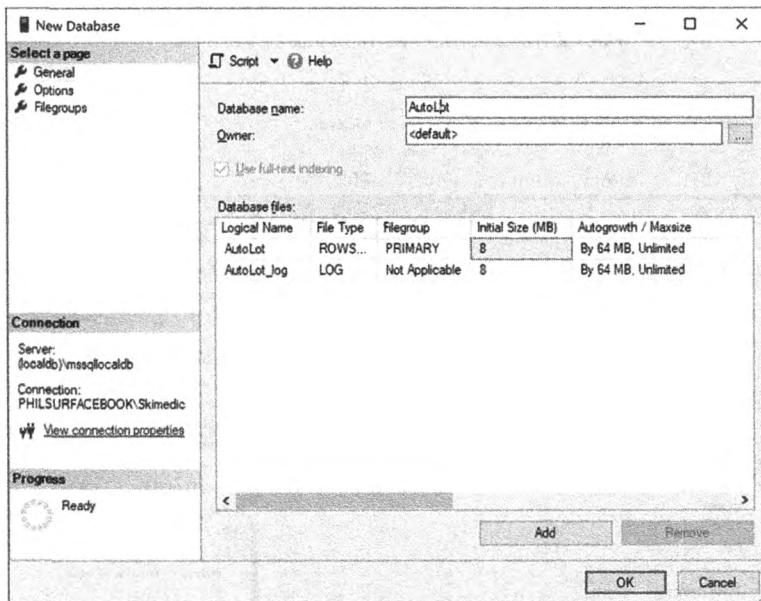 New Database
Select a page
General
Options
Filegroups
Script Help
Database name: AutoLot
Owner: <default>
...
Use full-text indexing
Database files:
Logical Name File Type Filegroup Initial Size (MB) Autogrowth / Maxsize
AutoLot ROWS... PRIMARY 8 By 64 MB, Unlimited
AutoLot_log LOG Not Applicable 8 By 64 MB, Unlimited
Connection
Server:
(localdb)\mssqllocaldb
Connection:
PHILSURFACEBOOK\Skimedic
View connection properties
Progress
Ready
Add Remove
OK Cancel